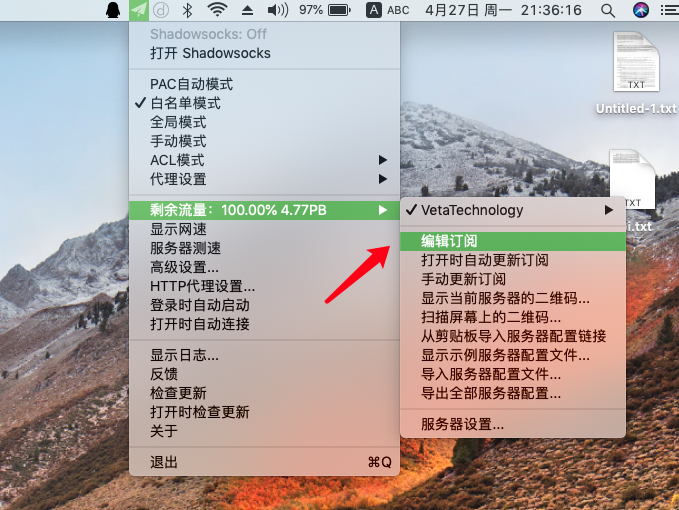 97% A ABC 4月27日 周一 21:36:16
Shadowsocks: Off
打开 Shadowsocks
PAC自动模式
✓ 白名单模式
全局模式
手动模式
ACL模式
代理设置
剩余流量：100.00% 4.77PB
显示网速
服务器测速
高级设置...
HTTP代理设置...
登录时自动启动
打开时自动连接
显示日志...
反馈
检查更新
打开时检查更新
关于
退出 ⌘Q
✓ VetaTechnology
编辑订阅
打开时自动更新订阅
手动更新订阅
显示当前服务器的二维码...
扫描屏幕上的二维码...
从剪贴板导入服务器配置链接
显示示例服务器配置文件...
导入服务器配置文件...
导出全部服务器配置...
服务器设置...
TXT
Untitled-1.txt
TXT
i.txt